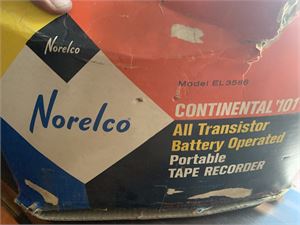 Norelco
Norelco
Model EL3586
CONTINENTAL '101'
All Transistor
Battery Operated
Portable
TAPE RECORDER